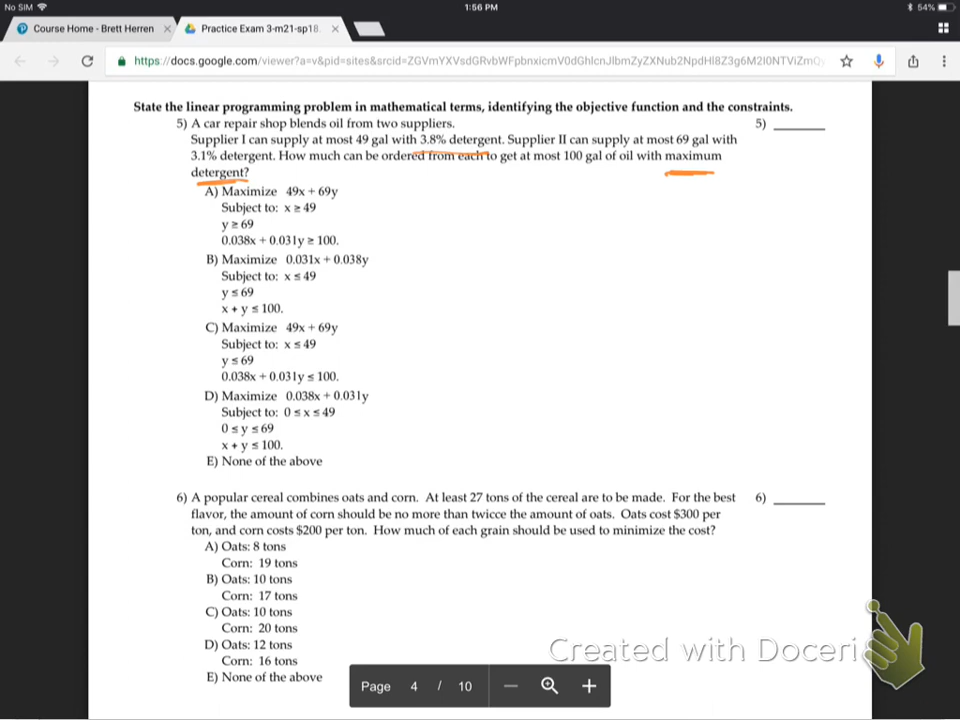 No SIM
1:56 PM
54%
Course Home - Brett Herren
Practice Exam 3-m21-sp18
State the linear programming problem in mathematical terms, identifying the objective function and the constraints.
5) A car repair shop blends oil from two suppliers.
5)
Supplier I can supply at most 49 gal with 3.8% detergent. Supplier II can supply at most 69 gal with
3.1% detergent. How much can be ordered from each to get at most 100 gal of oil with maximum
detergent?
A) Maximize 49x + 69y
Subject to: x ≥ 49
y ≥ 69
0.038x + 0.031y ≥ 100.
B) Maximize 0.031x + 0.038y
Subject to: x ≤ 49
y ≤ 69
x + y ≤ 100.
C) Maximize 49x + 69y
Subject to: x ≤ 49
y ≤ 69
0.038x + 0.031y ≤ 100.
D) Maximize 0.038x + 0.031y
Subject to: 0 ≤ x ≤ 49
0 ≤ y ≤ 69
x + y ≤ 100.
E) None of the above
6) A popular cereal combines oats and corn. At least 27 tons of the cereal are to be made. For the best
6)
flavor, the amount of corn should be no more than twicce the amount of oats. Oats cost $300 per
ton, and corn costs $200 per ton. How much of each grain should be used to minimize the cost?
A) Oats: 8 tons
Corn: 19 tons
B) Oats: 10 tons
Corn: 17 tons
C) Oats: 10 tons
Corn: 20 tons
D) Oats: 12 tons
Corn: 16 tons
E) None of the above
Created with Doceri
Page 4 / 10